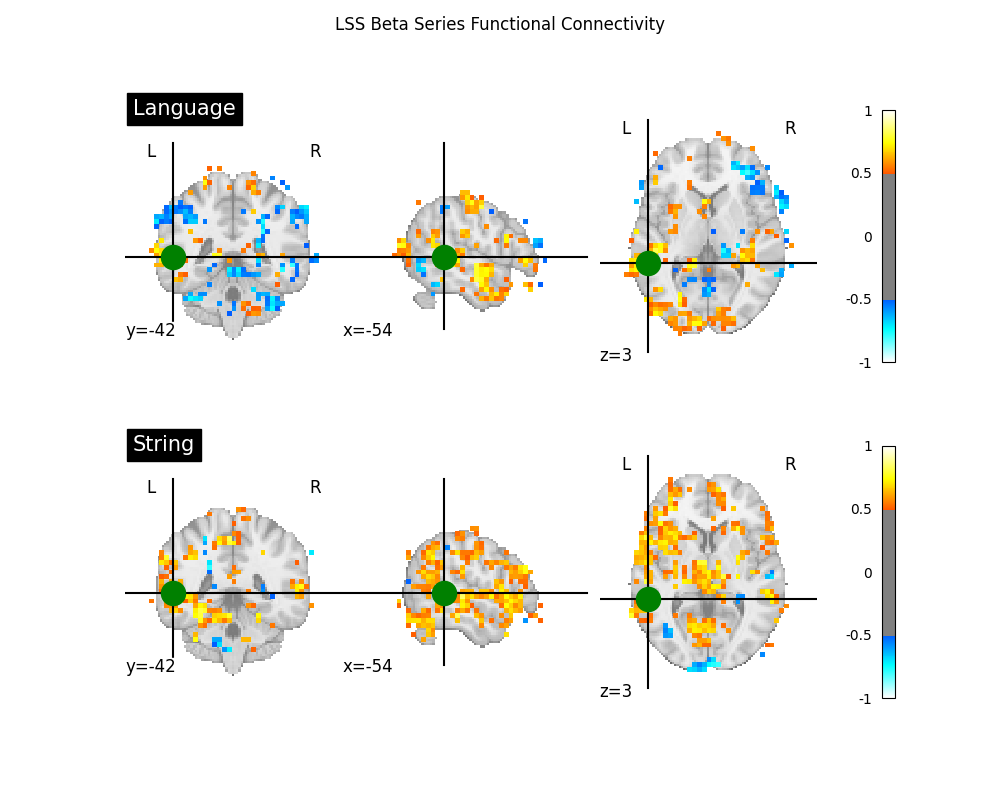 LSS Beta Series Functional Connectivity
Language
L R
L R
y=-42 x=-54 z=3
1
0.5
0
-0.5
-1
String
L R
L R
y=-42 x=-54 z=3
1
0.5
0
-0.5
-1